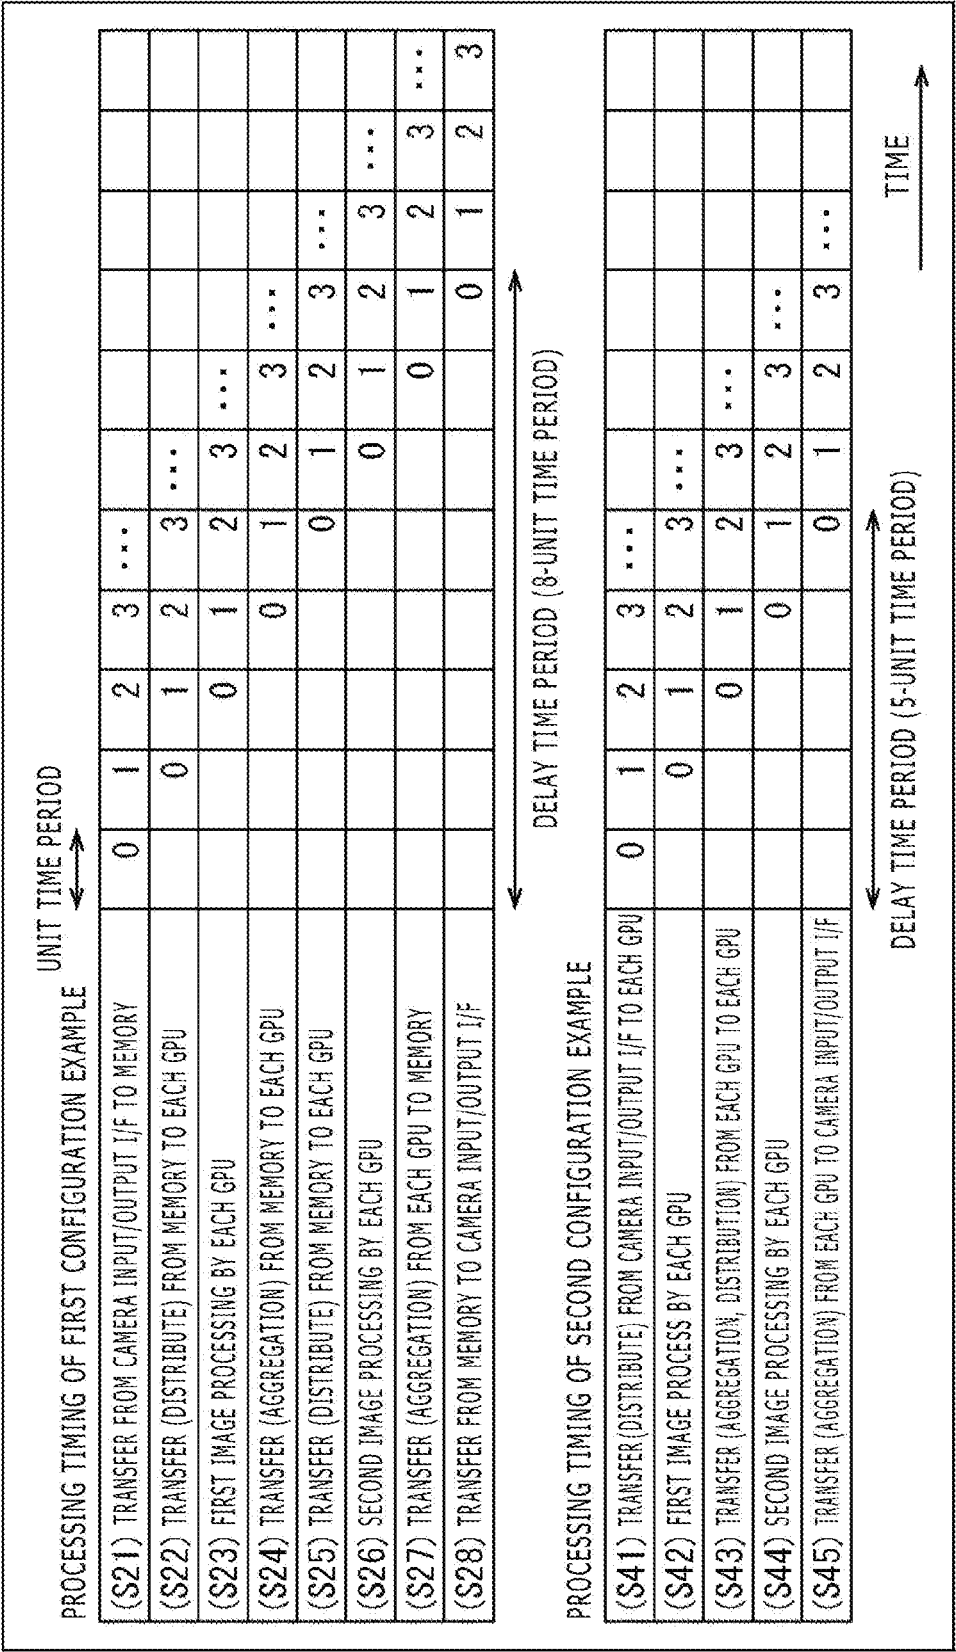 UNIT TIME PERIOD
PROCESSING TIMING OF FIRST CONFIGURATION EXAMPLE
(S21) TRANSFER FROM CAMERA INPUT/OUTPUT I/F TO MEMORY 0 1 2 3 ...
(S22) TRANSFER (DISTRIBUTE) FROM MEMORY TO EACH GPU 0 1 2 3 ...
(S23) FIRST IMAGE PROCESSING BY EACH GPU 0 1 2 3 ...
(S24) TRANSFER (AGGREGATION) FROM MEMORY TO EACH GPU 0 1 2 3 ...
(S25) TRANSFER (DISTRIBUTE) FROM MEMORY TO EACH GPU 0 1 2 3 ...
(S26) SECOND IMAGE PROCESSING BY EACH GPU 0 1 2 3 ...
(S27) TRANSFER (AGGREGATION) FROM EACH GPU TO MEMORY 0 1 2 3 ...
(S28) TRANSFER FROM MEMORY TO CAMERA INPUT/OUTPUT I/F 0 1 2 3
DELAY TIME PERIOD (8-UNIT TIME PERIOD)
PROCESSING TIMING OF SECOND CONFIGURATION EXAMPLE
(S41) TRANSFER (DISTRIBUTE) FROM CAMERA INPUT/OUTPUT I/F TO EACH GPU 0 1 2 3 ...
(S42) FIRST IMAGE PROCESS BY EACH GPU 0 1 2 3 ...
(S43) TRANSFER (AGGREGATION, DISTRIBUTION) FROM EACH GPU TO EACH GPU 0 1 2 3 ...
(S44) SECOND IMAGE PROCESSING BY EACH GPU 0 1 2 3 ...
(S45) TRANSFER (AGGREGATION) FROM EACH GPU TO CAMERA INPUT/OUTPUT I/F 0 1 2 3 ...
DELAY TIME PERIOD (5-UNIT TIME PERIOD)
TIME